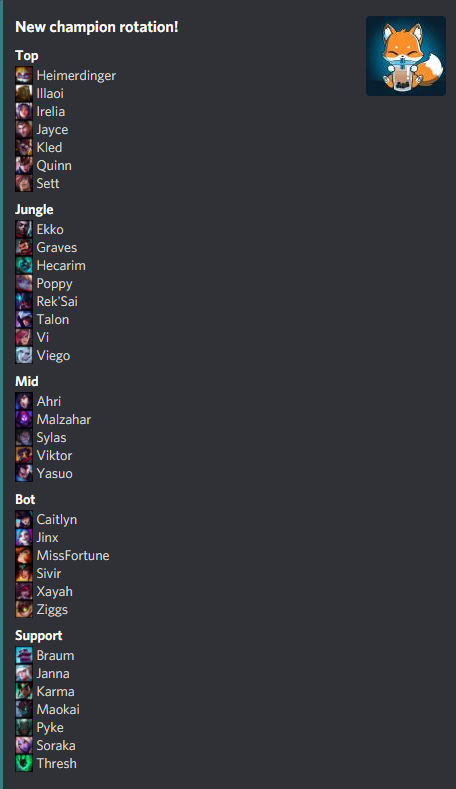 New champion rotation!
Top
Heimerdinger
Illaoi
Irelia
Jayce
Kled
Quinn
Sett
Jungle
Ekko
Graves
Hecarim
Poppy
Rek'Sai
Talon
Vi
Viego
Mid
Ahri
Malzahar
Sylas
Viktor
Yasuo
Bot
Caitlyn
Jinx
MissFortune
Sivir
Xayah
Ziggs
Support
Braum
Janna
Karma
Maokai
Pyke
Soraka
Thresh